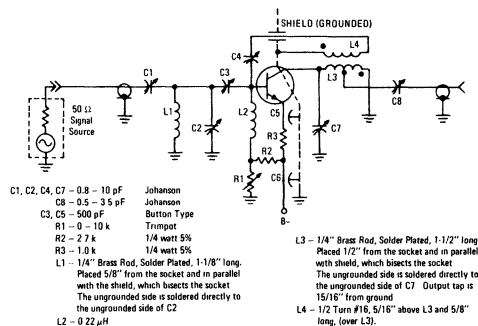 SHIELD (GROUNDED)
L4
C4
C1
C3
L3
50 Ω
Signal
Source
L1
C2
L2
C5
R3
C7
C8
R2
R1
C6
B-
C1, C2, C4, C7 – 0.8 – 10 pF Johanson
C8 – 0.5 – 3 5 pF Johanson
C3, C5 – 500 pF Button Type
R1 – 0 – 10 k Trimpot
R2 – 2 7 k 1/4 watt 5%
R3 – 1.0 k 1/4 watt 5%
L1 – 1/4" Brass Rod, Solder Plated, 1-1/8" long.
Placed 5/8" from the socket and in parallel
with the shield, which bisects the socket
The ungrounded side is soldered directly to
the ungrounded side of C2
L2 – 0 22 μH
L3 – 1/4" Brass Rod, Solder Plated, 1-1/2" long
Placed 1/2" from the socket and in parallel
with shield, which bisects the socket
The ungrounded side is soldered directly to
the ungrounded side of C7 Output tap is
15/16" from ground
L4 – 1/2 Turn #16, 5/16" above L3 and 5/8"
long, (over L3).